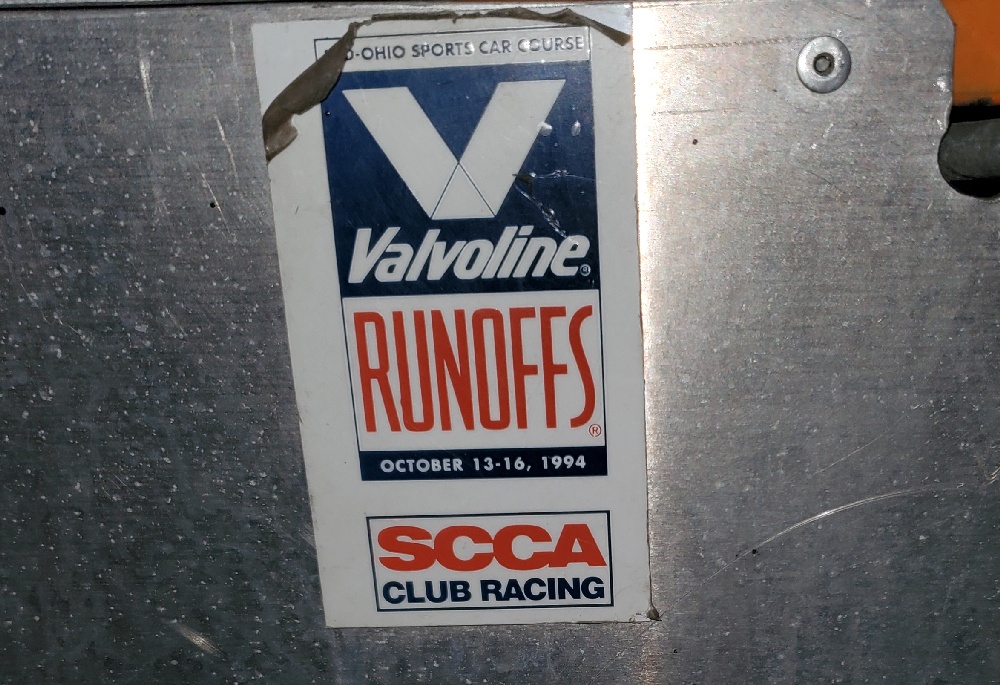 -OHIO SPORTS CAR COURSE
V
Valvoline®
RUNOFFS®
OCTOBER 13-16, 1994
SCCA
CLUB RACING